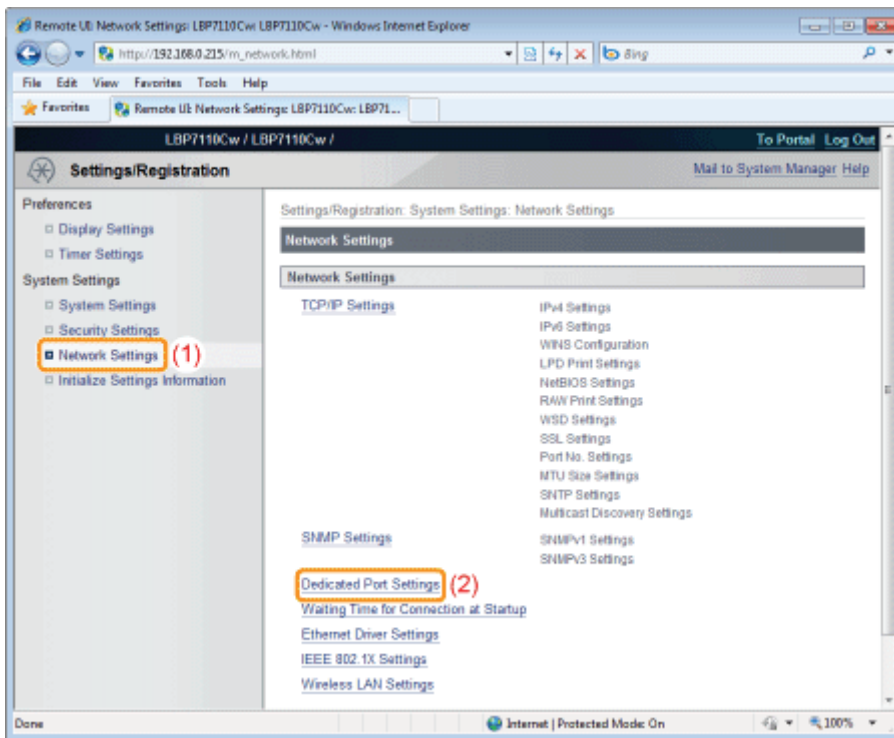 Remote UI: Network Settings: LBP7110Cw: LBP7110Cw - Windows Internet Explorer
http://192.168.0.215/m_network.html
Bing
File Edit View Favorites Tools Help
Favorites
Remote UI: Network Settings: LBP7110Cw: LBP71...
LBP7110Cw / LBP7110Cw /
To Portal Log Out
Settings/Registration
Mail to System Manager Help
Preferences
Display Settings
Timer Settings
System Settings
System Settings
Security Settings
Network Settings (1)
Initialize Settings Information
Settings/Registration: System Settings: Network Settings
Network Settings
Network Settings
TCP/IP Settings
IPv4 Settings
IPv6 Settings
WINS Configuration
LPD Print Settings
NetBIOS Settings
RAW Print Settings
WSD Settings
SSL Settings
Port No. Settings
MTU Size Settings
SNTP Settings
Multicast Discovery Settings
SNMP Settings
SNMPv1 Settings
SNMPv3 Settings
Dedicated Port Settings (2)
Waiting Time for Connection at Startup
Ethernet Driver Settings
IEEE 802.1X Settings
Wireless LAN Settings
Done
Internet | Protected Mode: On
100%